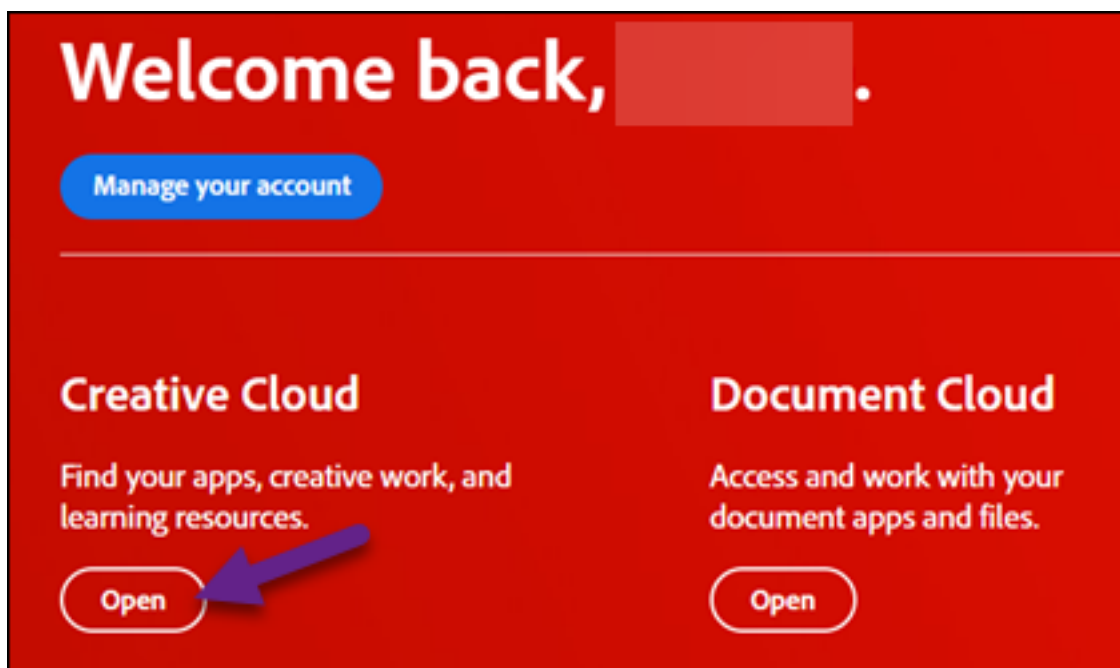 Welcome back, .
Manage your account
Creative Cloud
Find your apps, creative work, and
learning resources.
Open
Document Cloud
Access and work with your
document apps and files.
Open